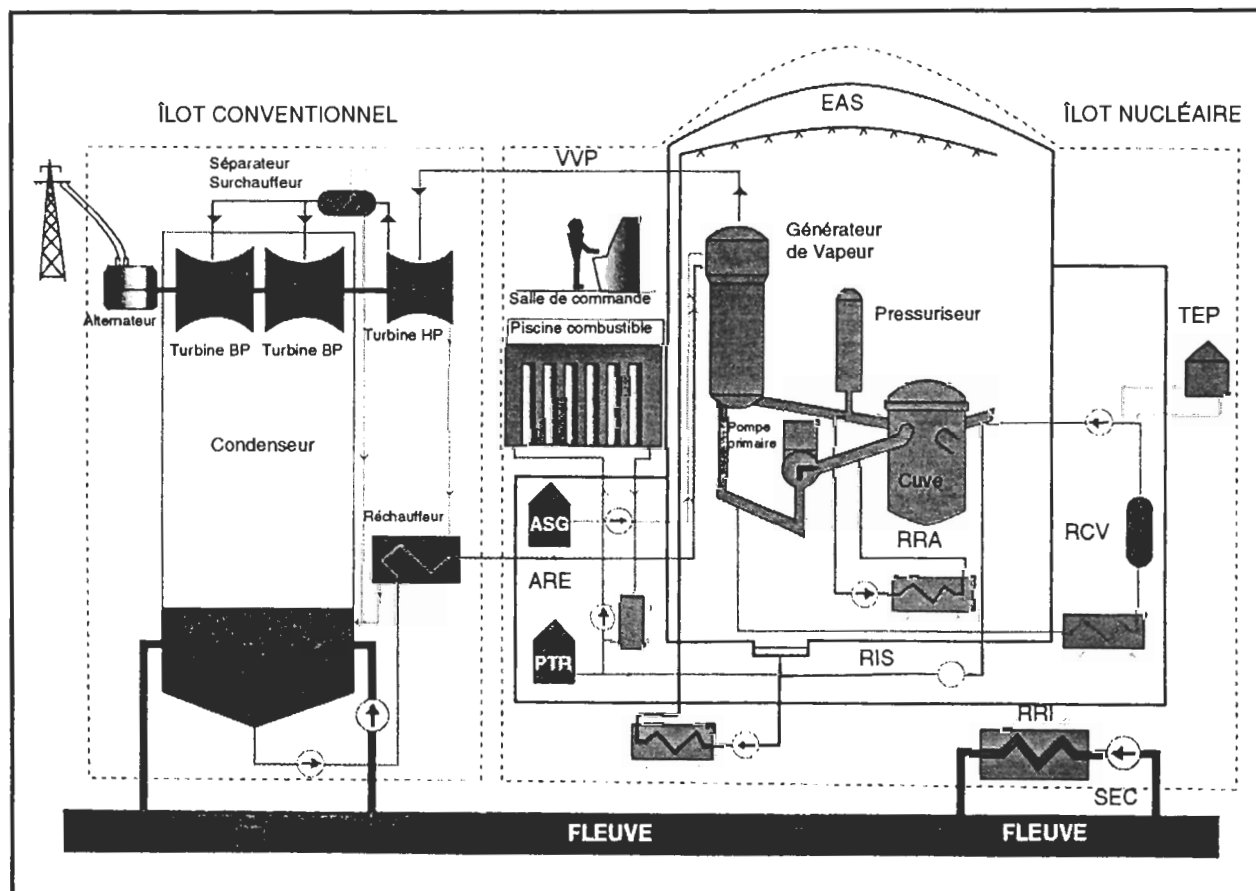 ÎLOT CONVENTIONNEL
EAS
ÎLOT NUCLÉAIRE
VVP
Séparateur
Surchauffeur
Générateur
de Vapeur
Salle de commande
Alternateur
Turbine BP
Turbine BP
Turbine HP
Piscine combustible
Pressuriseur
TEP
Condenseur
Pompe
primaire
Cuve
Réchauffeur
ASG
RRA
RCV
ARE
PTR
RIS
RRI
SEC
FLEUVE
FLEUVE